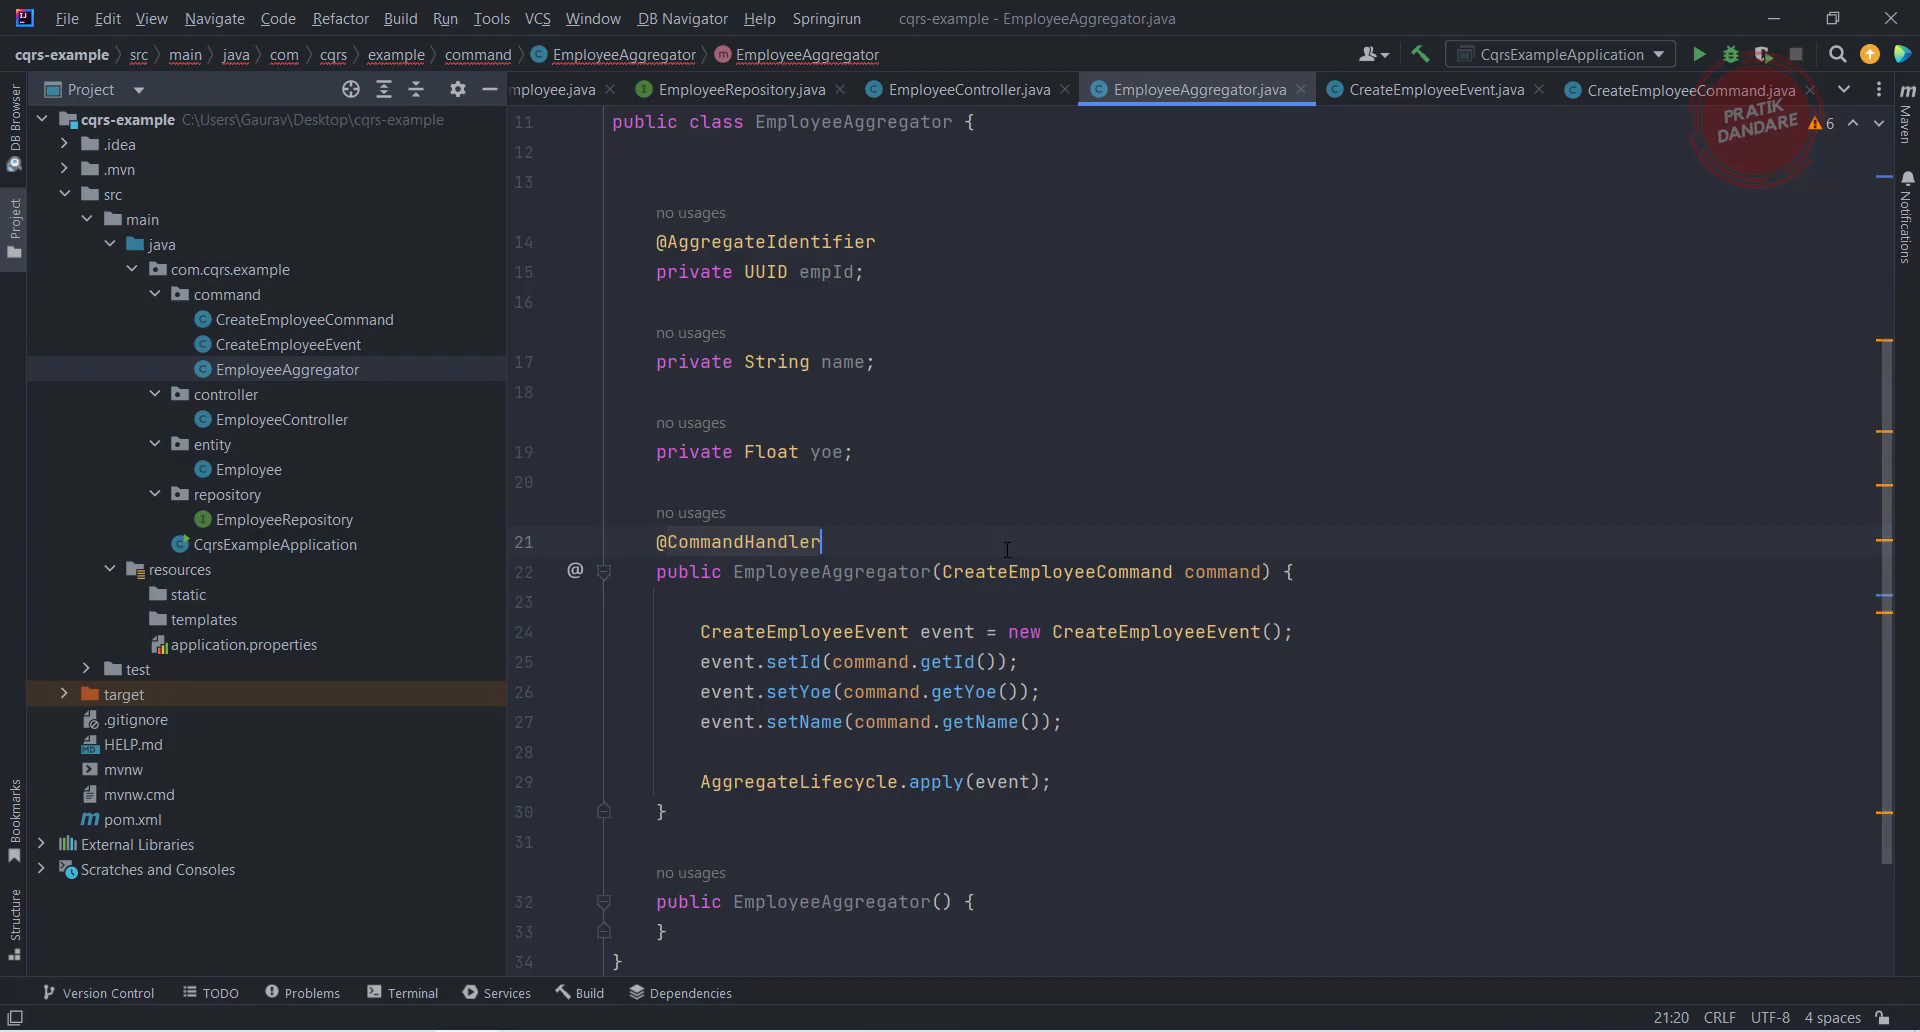 File Edit View Navigate Code Refactor Build Run Tools VCS Window DB Navigator Help Springirun cqrs-example - EmployeeAggregator.java
cqrs-example src main java com cqrs example command EmployeeAggregator EmployeeAggregator CqrsExampleApplication
Project
mployee.java EmployeeRepository.java EmployeeController.java EmployeeAggregator.java CreateEmployeeEvent.java CreateEmployeeCommand.java
PRATIK
DANDARE
6
DB Browser
Project
Bookmarks
Structure
Maven
Notifications
cqrs-example C:\Users\Gaurav\Desktop\cqrs-example
.idea
.mvn
src
main
java
com.cqrs.example
command
CreateEmployeeCommand
CreateEmployeeEvent
EmployeeAggregator
controller
EmployeeController
entity
Employee
repository
EmployeeRepository
CqrsExampleApplication
resources
static
templates
application.properties
test
target
.gitignore
HELP.md
mvnw
mvnw.cmd
pom.xml
External Libraries
Scratches and Consoles
11 public class EmployeeAggregator {
12
13
no usages
14 @AggregateIdentifier
15 private UUID empId;
16
no usages
17 private String name;
18
no usages
19 private Float yoe;
20
no usages
21 @CommandHandler
22 @ public EmployeeAggregator(CreateEmployeeCommand command) {
23
24 CreateEmployeeEvent event = new CreateEmployeeEvent();
25 event.setId(command.getId());
26 event.setYoe(command.getYoe());
27 event.setName(command.getName());
28
29 AggregateLifecycle.apply(event);
30 }
31
no usages
32 public EmployeeAggregator() {
33 }
34 }
Version Control TODO Problems Terminal Services Build Dependencies
21:20 CRLF UTF-8 4 spaces